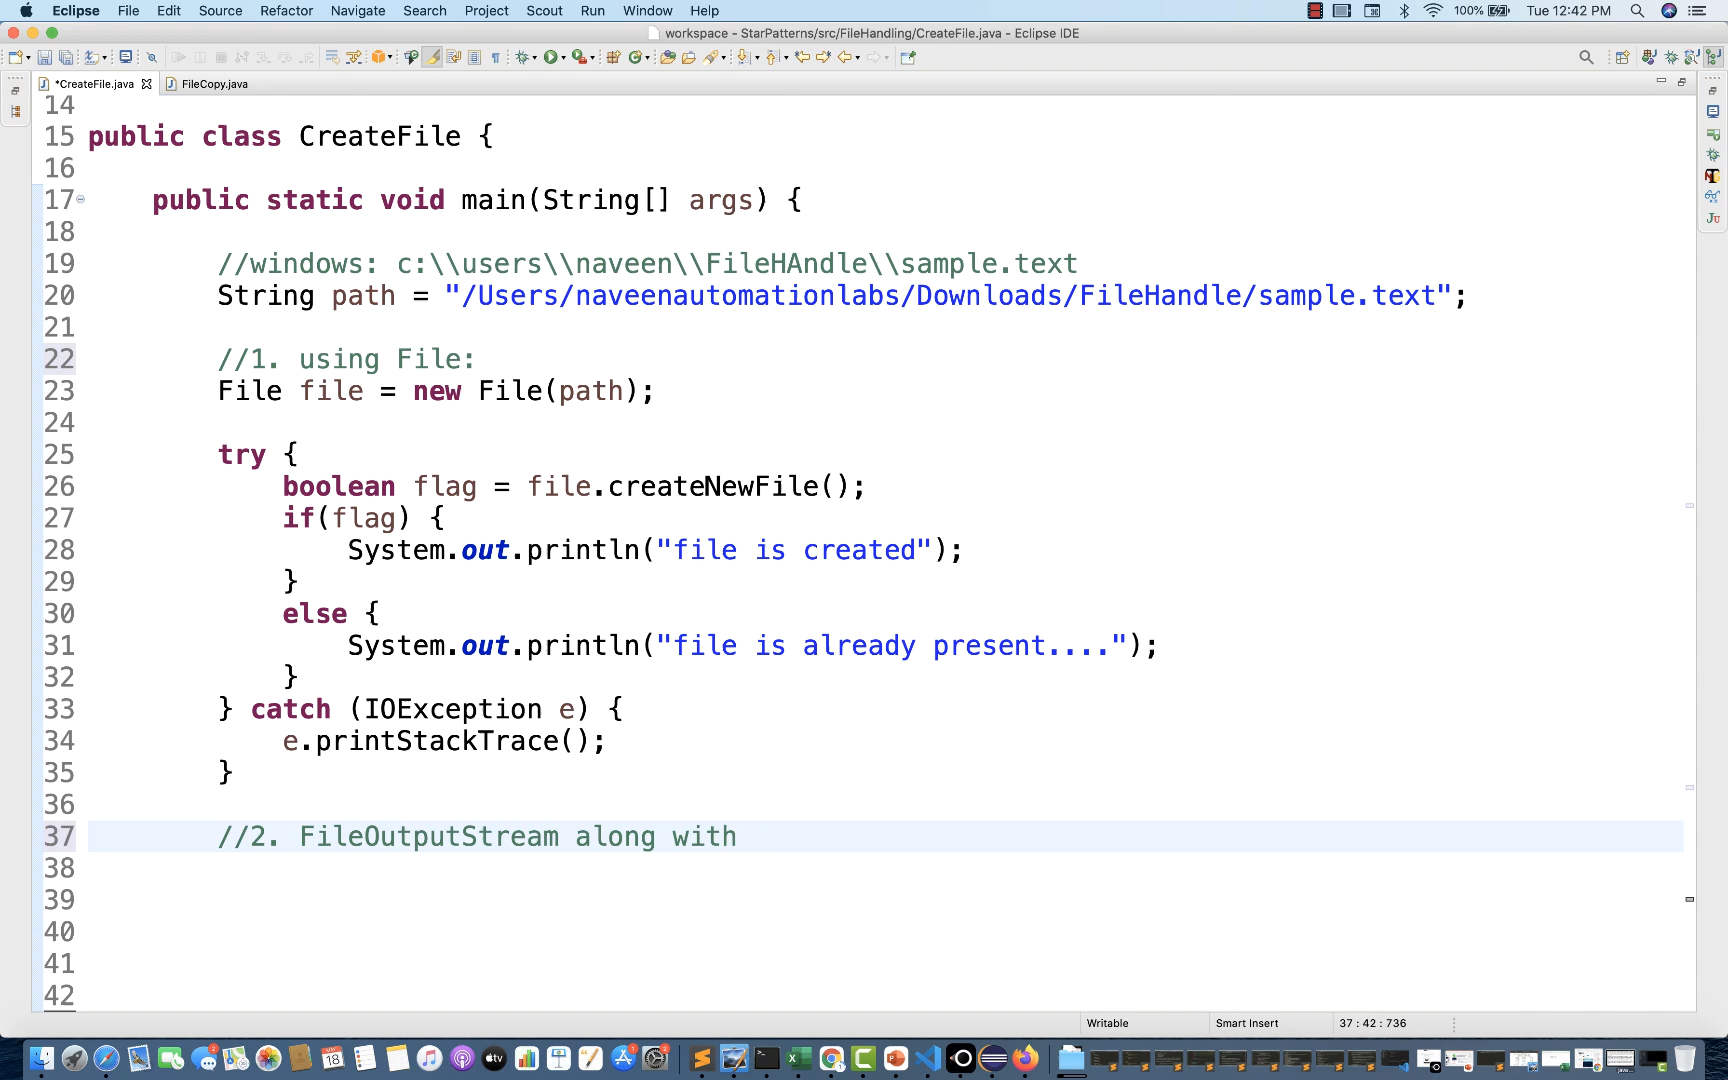 Eclipse File Edit Source Refactor Navigate Search Project Scout Run Window Help 100% Tue 12:42 PM
workspace - StarPatterns/src/FileHandling/CreateFile.java - Eclipse IDE
*CreateFile.java FileCopy.java
14
15 public class CreateFile {
16
17 public static void main(String[] args) {
18
19 //windows: c:\\users\\naveen\\FileHAndle\\sample.text
20 String path = "/Users/naveenautomationlabs/Downloads/FileHandle/sample.text";
21
22 //1. using File:
23 File file = new File(path);
24
25 try {
26 boolean flag = file.createNewFile();
27 if(flag) {
28 System.out.println("file is created");
29 }
30 else {
31 System.out.println("file is already present....");
32 }
33 } catch (IOException e) {
34 e.printStackTrace();
35 }
36
37 //2. FileOutputStream along with
38
39
40
41
42
Writable Smart Insert 37 : 42 : 736